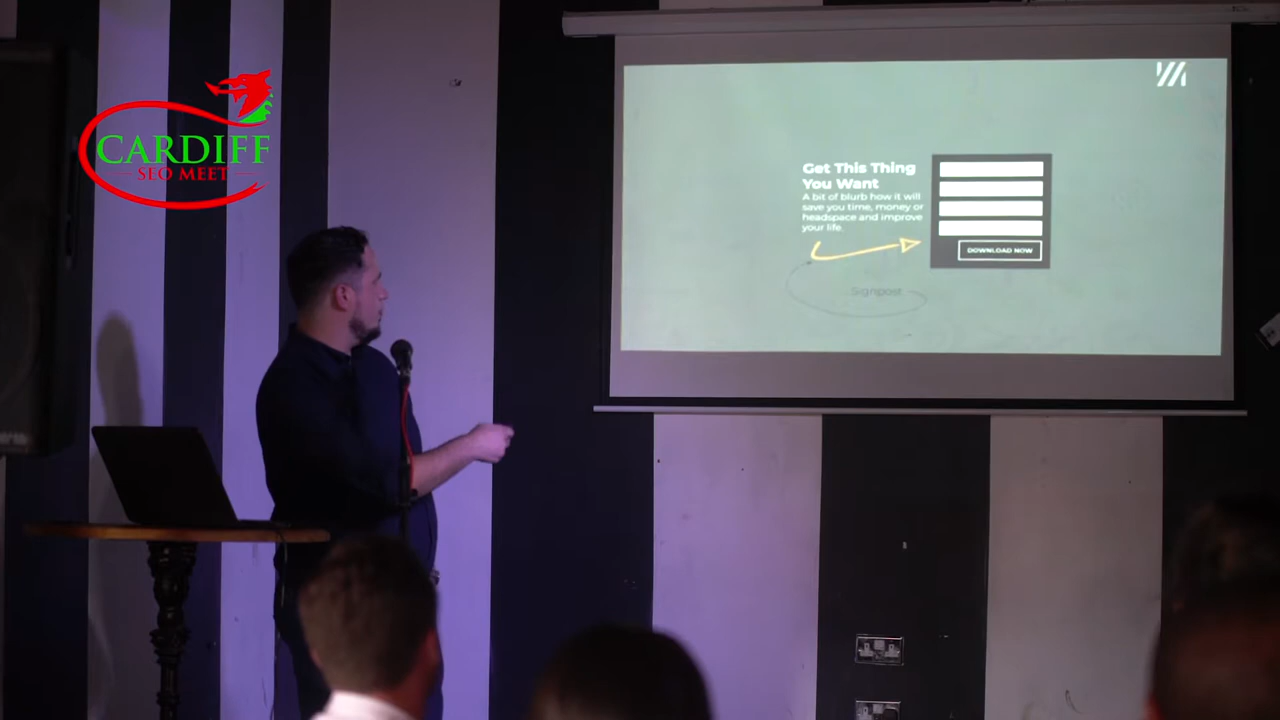 CARDIFF
SEO MEET
Get This Thing
You Want
A bit of blurb how it will
save you time, money or
headspace and improve
your life.
DOWNLOAD NOW
Signpost